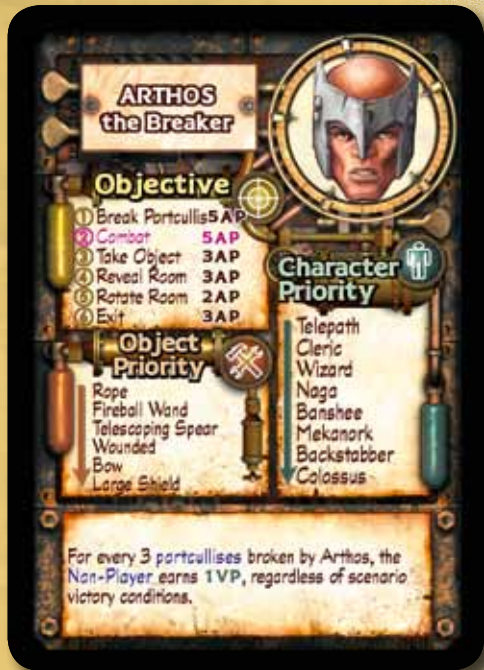 ARTHOS
the Breaker
Objective
1 Break Portcullis 5AP
2 Combat 5AP
3 Take Object 3AP
4 Reveal Room 3AP
5 Rotate Room 2AP
6 Exit 3AP
Object
Priority
Rope
Fireball Wand
Telescoping Spear
Wounded
Bow
Large Shield
Character
Priority
Telepath
Cleric
Wizard
Naga
Banshee
Mekanork
Backstabber
Colossus
For every 3 portcullises broken by Arthos, the
Non-Player earns 1VP, regardless of scenario
victory conditions.